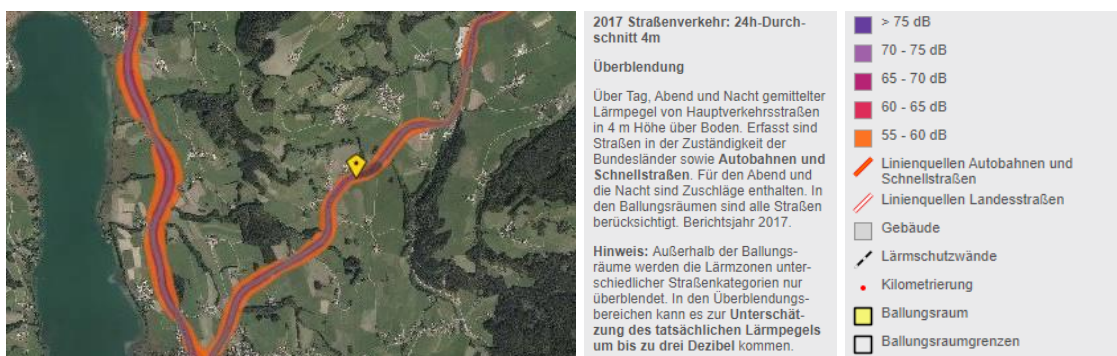 2017 Straßenverkehr: 24h-Durch-
schnitt 4m
Überblendung
Über Tag, Abend und Nacht gemittelter
Lärmpegel von Hauptverkehrsstraßen
in 4 m Höhe über Boden. Erfasst sind
Straßen in der Zuständigkeit der
Bundesländer sowie Autobahnen und
Schnellstraßen. Für den Abend und
die Nacht sind Zuschläge enthalten. In
den Ballungsräumen sind alle Straßen
berücksichtigt. Berichtsjahr 2017.
Hinweis: Außerhalb der Ballungs-
räume werden die Lärmzonen unter-
schiedlicher Straßenkategorien nur
überblendet. In den Überblendungs-
bereichen kann es zur Unterschät-
zung des tatsächlichen Lärmpegels
um bis zu drei Dezibel kommen.
> 75 dB
70 - 75 dB
65 - 70 dB
60 - 65 dB
55 - 60 dB
Linienquellen Autobahnen und
Schnellstraßen
Linienquellen Landesstraßen
Gebäude
Lärmschutzwände
Kilometrierung
Ballungsraum
Ballungsraumgrenzen